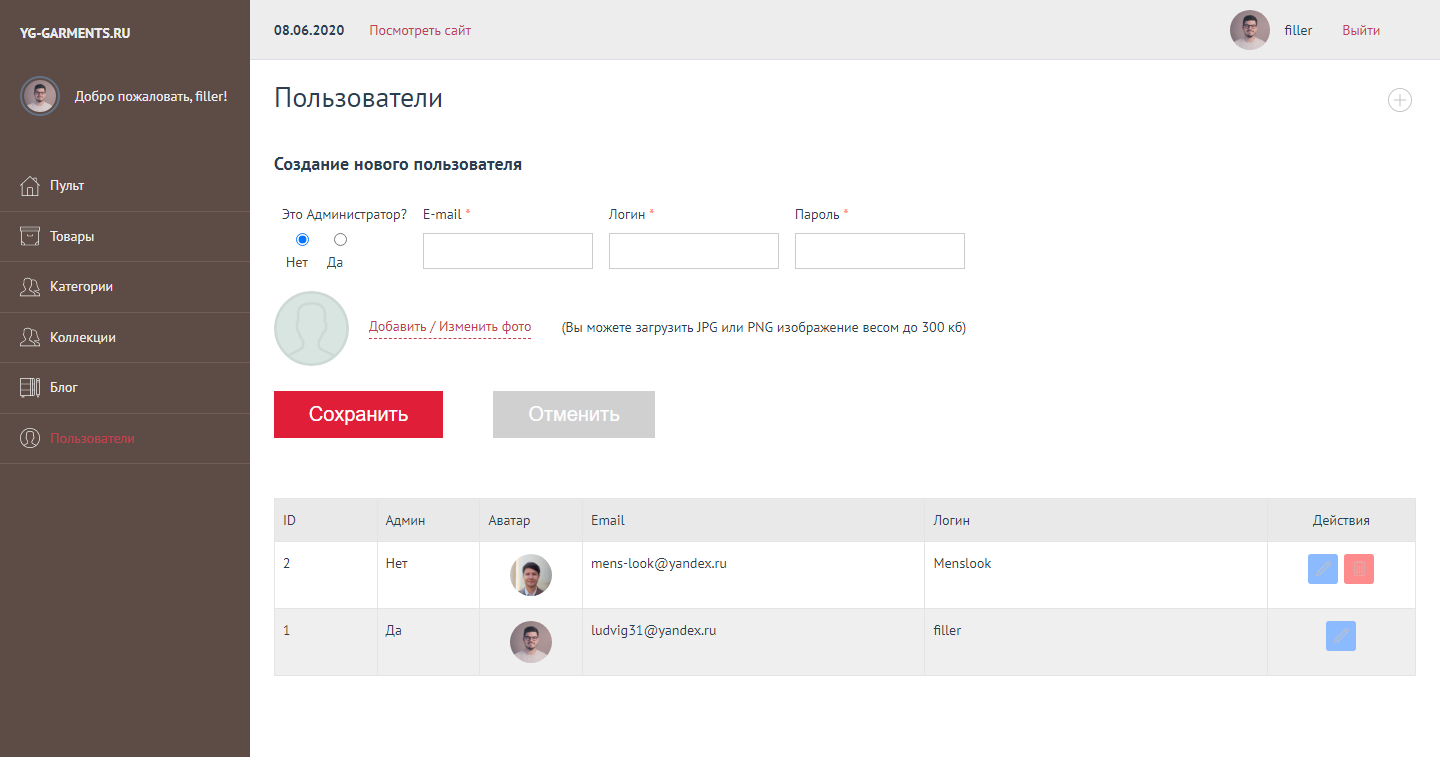 YG-GARMENTS.RU
08.06.2020 Посмотреть сайт filler Выйти
Добро пожаловать, filler!
Пульт
Товары
Категории
Коллекции
Блог
Пользователи
Пользователи
Создание нового пользователя
Это Администратор? E-mail * Логин * Пароль *
Нет Да
Добавить / Изменить фото (Вы можете загрузить JPG или PNG изображение весом до 300 кб)
Сохранить Отменить
ID Админ Аватар Email Логин Действия
2 Нет mens-look@yandex.ru Menslook
1 Да ludvig31@yandex.ru filler